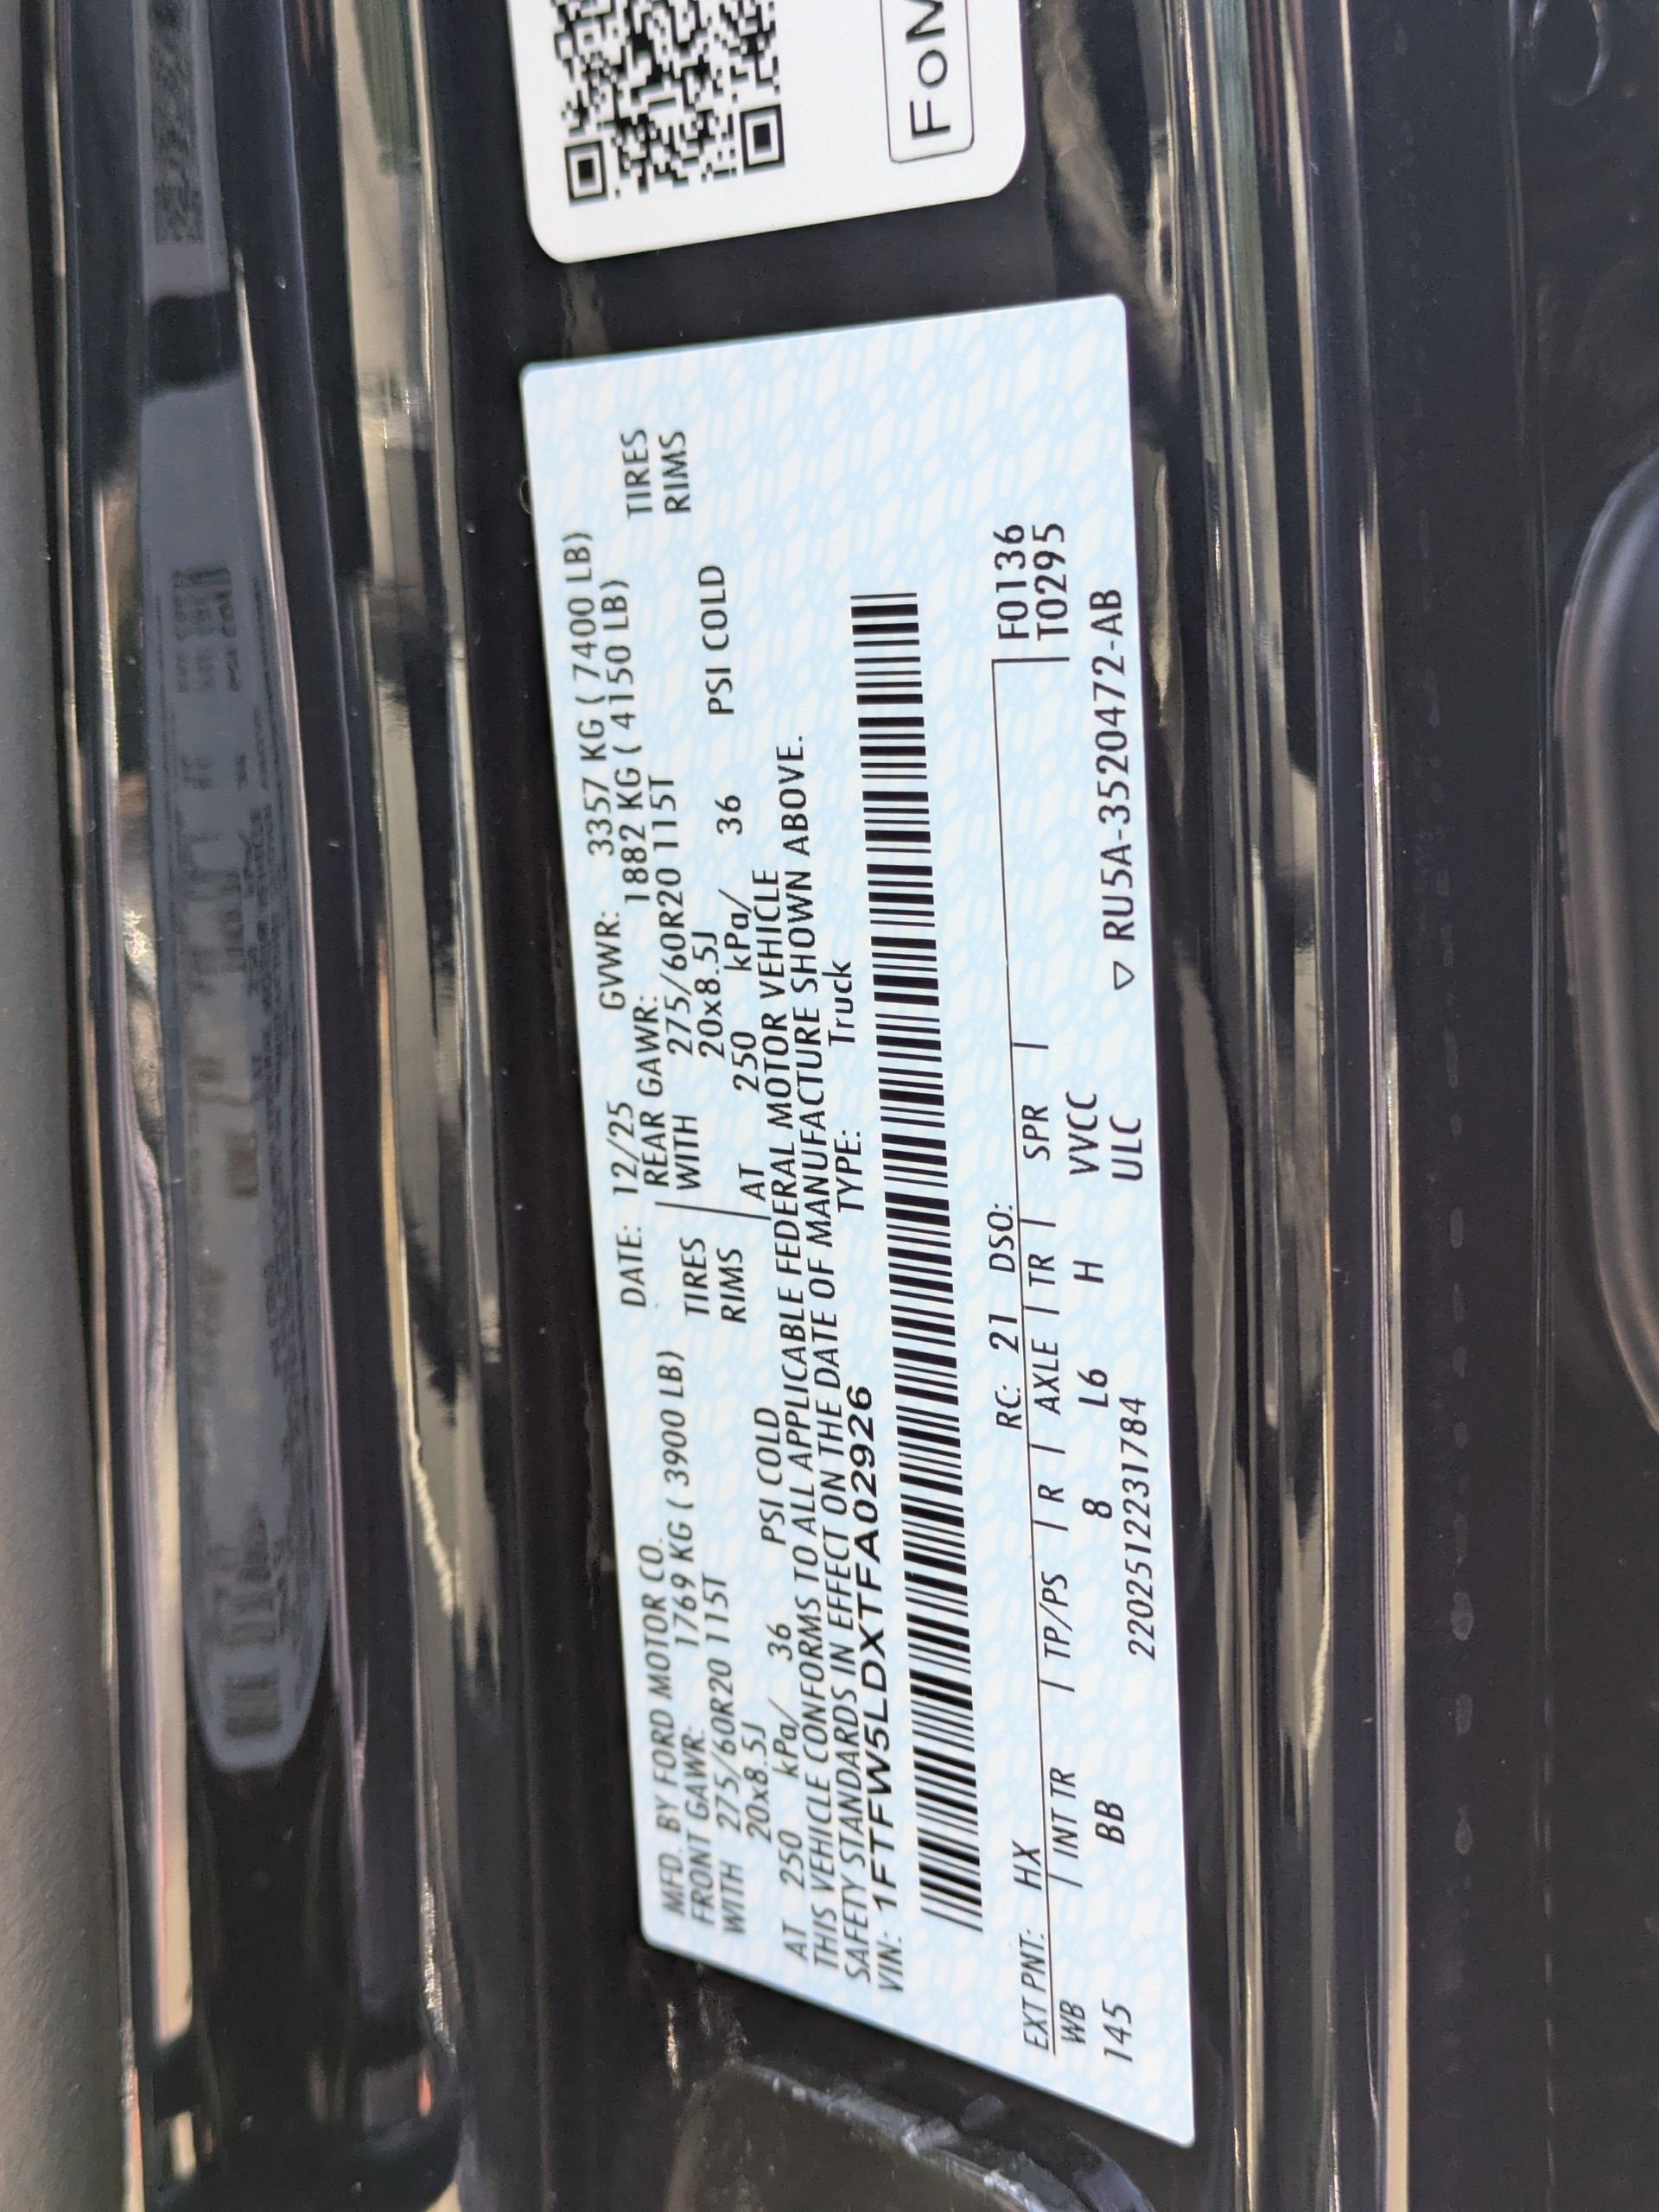 MFD. BY FORD MOTOR CO. DATE: 12/25 GVWR: 3357 KG ( 7400 LB)
FRONT GAWR: 1769 KG ( 3900 LB) REAR GAWR: 1882 KG ( 4150 LB)
WITH 275/60R20 115T TIRES WITH 275/60R20 115T TIRES
20x8.5J RIMS 20x8.5J RIMS
AT 250 kPa/ 36 PSI COLD AT 250 kPa/ 36 PSI COLD
THIS VEHICLE CONFORMS TO ALL APPLICABLE FEDERAL MOTOR VEHICLE
SAFETY STANDARDS IN EFFECT ON THE DATE OF MANUFACTURE SHOWN ABOVE.
VIN: 1FTFW5LDXTFA02926 TYPE: Truck
EXT PNT: HX RC: 21 DSO: F0136
WB | INT TR | TP/PS | R | AXLE | TR | SPR | T0295
145 BB 8 L6 H VVCC
2202512231784 ULC ▽ RU5A-3520472-AB
FoM